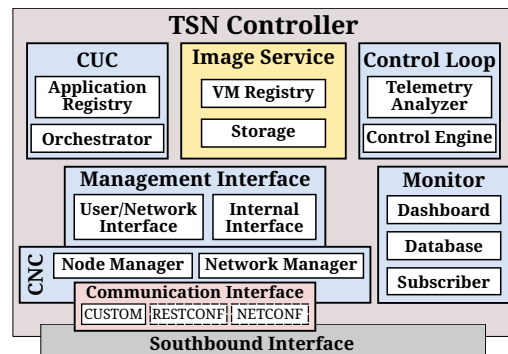 TSN Controller
CUC
Application
Registry
Orchestrator
Image Service
VM Registry
Storage
Control Loop
Telemetry
Analyzer
Control Engine
Management Interface
User/Network
Interface
Internal
Interface
Monitor
Dashboard
Database
Subscriber
CNC
Node Manager
Network Manager
Communication Interface
CUSTOM
RESTCONF
NETCONF
Southbound Interface